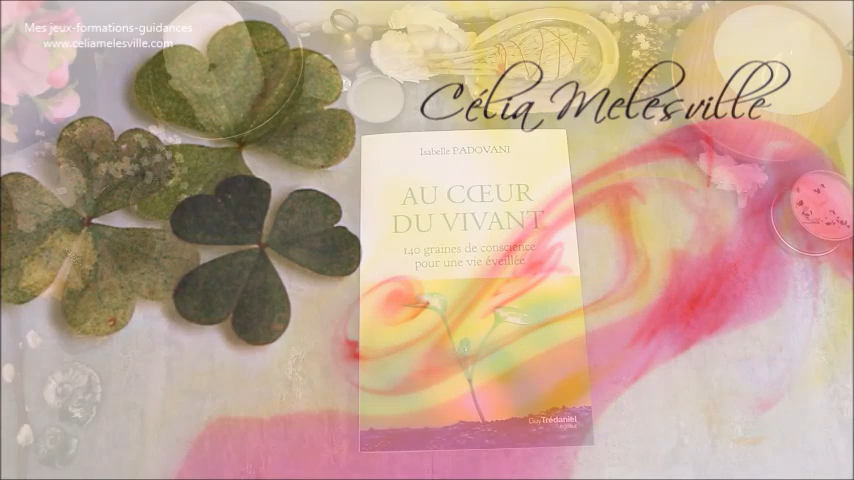 Mes jeux-formations-guidances
www.celiamelesville.com
Célia Melesville
Isabelle PADOVANI
AU CŒUR
DU VIVANT
140 graines de conscience
pour une vie éveillée
Guy Trédaniel
éditeur